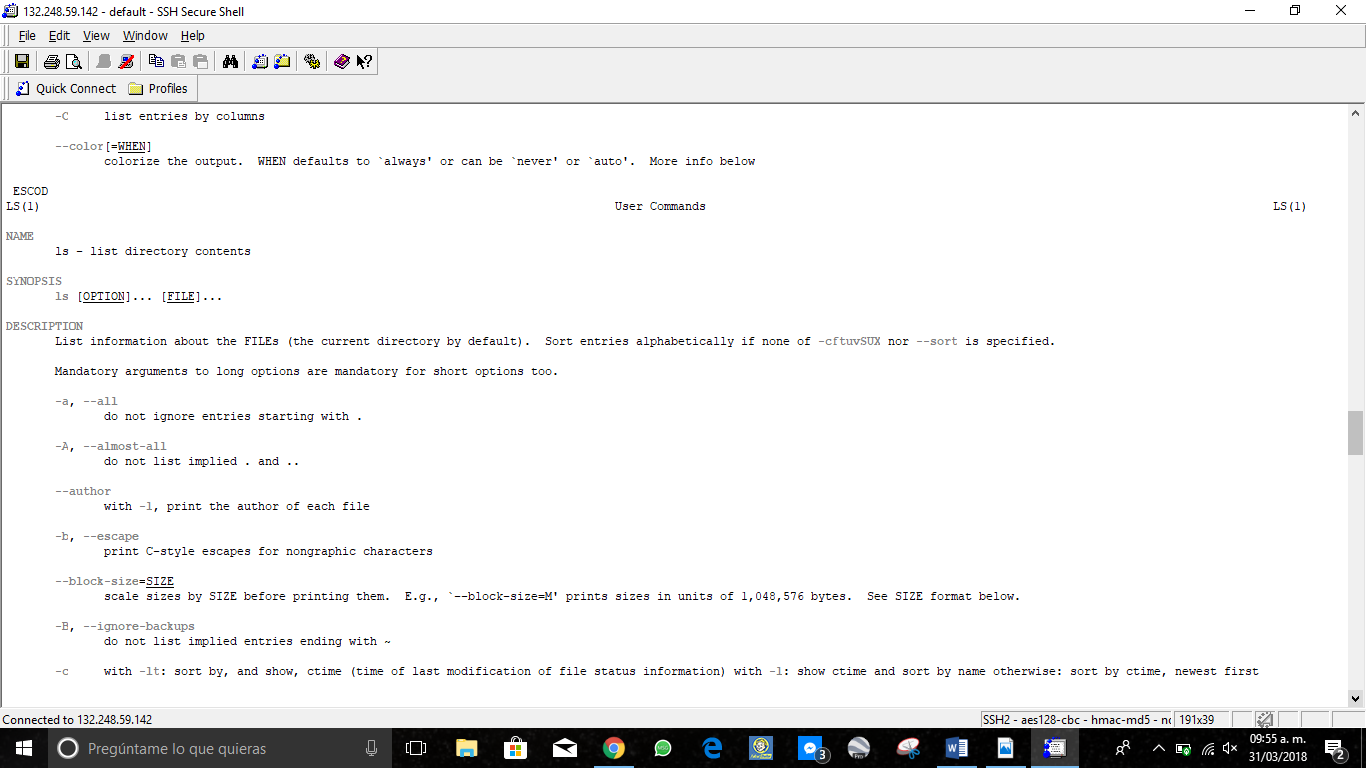 132.248.59.142 - default - SSH Secure Shell
File Edit View Window Help
Quick Connect Profiles
-C list entries by columns
--color[=WHEN]
colorize the output. WHEN defaults to `always' or can be `never' or `auto'. More info below
ESCOD
LS(1) User Commands LS(1)
NAME
ls - list directory contents
SYNOPSIS
ls [OPTION]... [FILE]...
DESCRIPTION
List information about the FILEs (the current directory by default). Sort entries alphabetically if none of -cftuvSUX nor --sort is specified.
Mandatory arguments to long options are mandatory for short options too.
-a, --all
do not ignore entries starting with .
-A, --almost-all
do not list implied . and ..
--author
with -l, print the author of each file
-b, --escape
print C-style escapes for nongraphic characters
--block-size=SIZE
scale sizes by SIZE before printing them. E.g., `--block-size=M' prints sizes in units of 1,048,576 bytes. See SIZE format below.
-B, --ignore-backups
do not list implied entries ending with ~
-c with -lt: sort by, and show, ctime (time of last modification of file status information) with -l: show ctime and sort by name otherwise: sort by ctime, newest first
Connected to 132.248.59.142 SSH2 - aes128-cbc - hmac-md5 - nc 191x39
Pregúntame lo que quieras 3 Pro 09:55 a. m.
31/03/2018 2